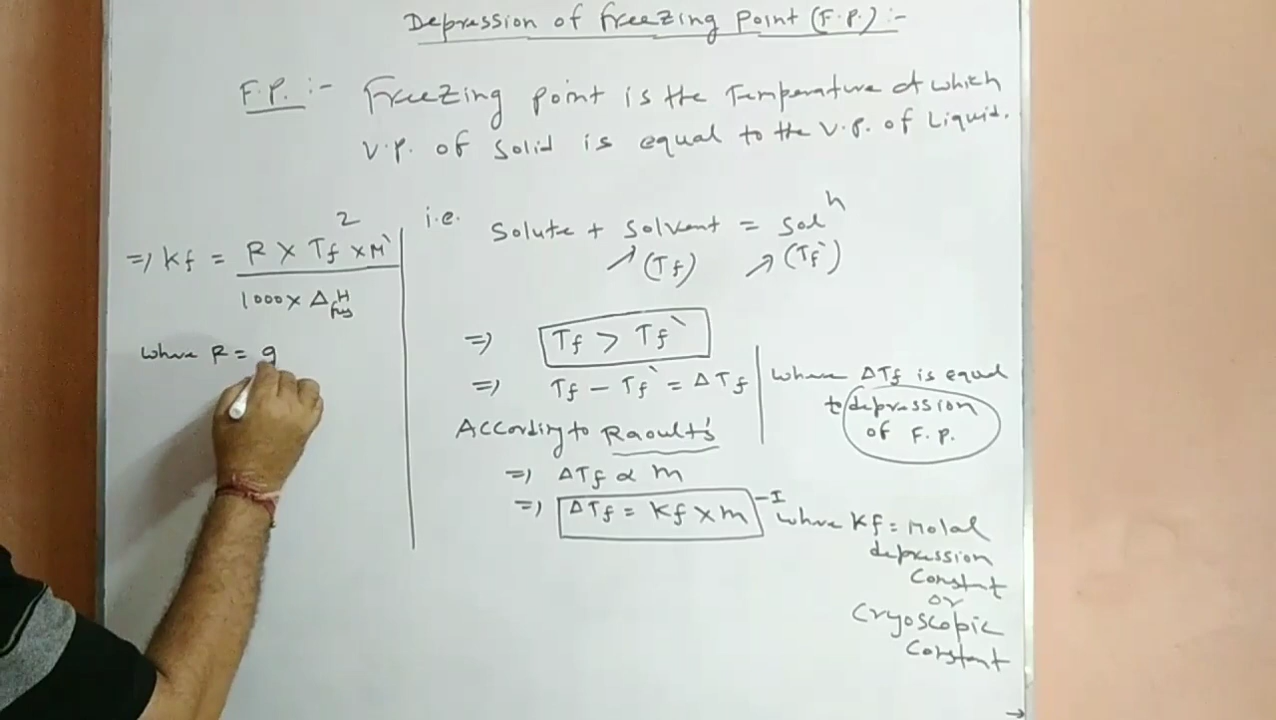 Depression of freezing point (F.P.) :-
F.P. :- Freezing point is the Temperature at which
V.P. of solid is equal to the V.P. of Liquid.
i.e. Solute + Solvent = Solⁿ
(Tf) (Tf`)
=> Tf > Tf`
=> Tf - Tf` = ΔTf
where ΔTf is equal
to depression
of F.P.
According to Raoult's
=> ΔTf ∝ m
=> ΔTf = Kf × m -I
where Kf = Molal
depression
Constant
or
Cryoscopic
Constant
=> Kf = R × Tf² × M`
1000 × ΔfusH
where R = g